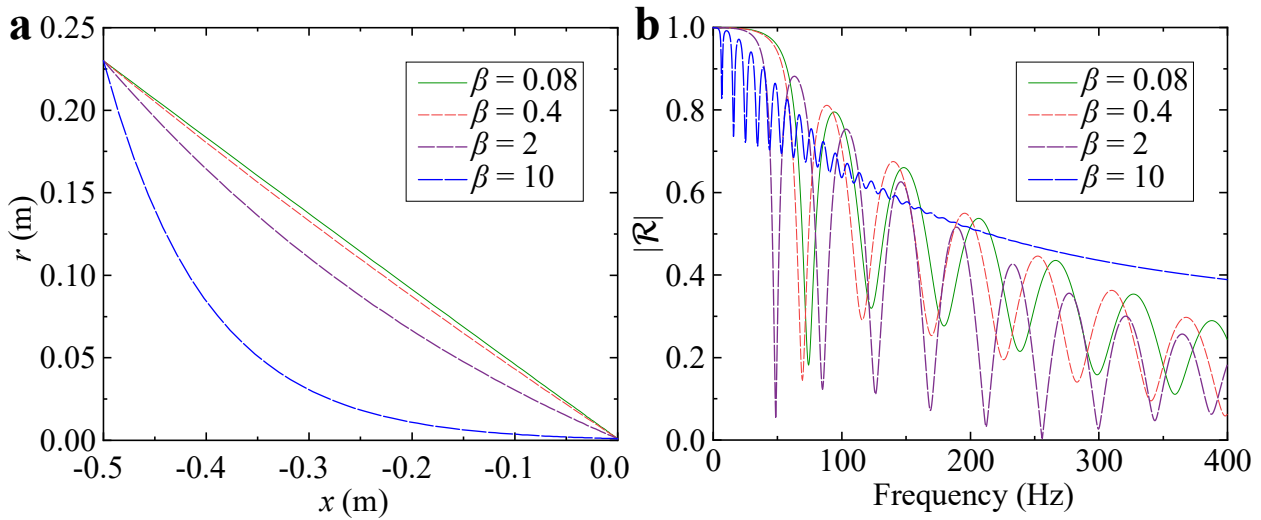 a
0.25
0.20
0.15
0.10
0.05
0.00
r (m)
β = 0.08
β = 0.4
β = 2
β = 10
-0.5 -0.4 -0.3 -0.2 -0.1 0.0
x (m)
b
1.0
0.8
0.6
0.4
0.2
0.0
|ℛ|
β = 0.08
β = 0.4
β = 2
β = 10
0 100 200 300 400
Frequency (Hz)